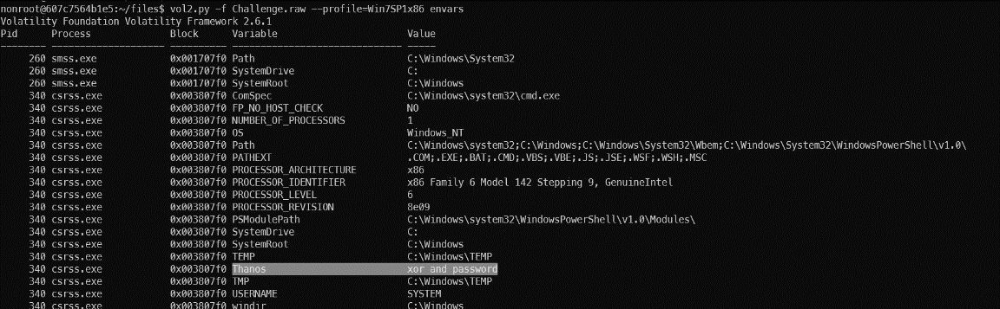 nonroot@607c7564b1e5:~/files$ vol2.py -f Challenge.raw --profile=Win7SP1x86 envars
Volatility Foundation Volatility Framework 2.6.1
Pid Process Block Variable Value
-------- -------------------- ---------- ------------------------------ -----
260 smss.exe 0x001707f0 Path C:\Windows\System32
260 smss.exe 0x001707f0 SystemDrive C:
260 smss.exe 0x001707f0 SystemRoot C:\Windows
340 csrss.exe 0x003807f0 ComSpec C:\Windows\system32\cmd.exe
340 csrss.exe 0x003807f0 FP_NO_HOST_CHECK NO
340 csrss.exe 0x003807f0 NUMBER_OF_PROCESSORS 1
340 csrss.exe 0x003807f0 OS Windows_NT
340 csrss.exe 0x003807f0 Path C:\Windows\system32;C:\Windows;C:\Windows\System32\Wbem;C:\Windows\System32\WindowsPowerShell\v1.0\
340 csrss.exe 0x003807f0 PATHEXT .COM;.EXE;.BAT;.CMD;.VBS;.VBE;.JS;.JSE;.WSF;.WSH;.MSC
340 csrss.exe 0x003807f0 PROCESSOR_ARCHITECTURE x86
340 csrss.exe 0x003807f0 PROCESSOR_IDENTIFIER x86 Family 6 Model 142 Stepping 9, GenuineIntel
340 csrss.exe 0x003807f0 PROCESSOR_LEVEL 6
340 csrss.exe 0x003807f0 PROCESSOR_REVISION 8e09
340 csrss.exe 0x003807f0 PSModulePath C:\Windows\system32\WindowsPowerShell\v1.0\Modules\
340 csrss.exe 0x003807f0 SystemDrive C:
340 csrss.exe 0x003807f0 SystemRoot C:\Windows
340 csrss.exe 0x003807f0 TEMP C:\Windows\TEMP
340 csrss.exe 0x003807f0 Thanos xor and password
340 csrss.exe 0x003807f0 TMP C:\Windows\TEMP
340 csrss.exe 0x003807f0 USERNAME SYSTEM
340 csrss.exe 0x003807f0 windir C:\Windows